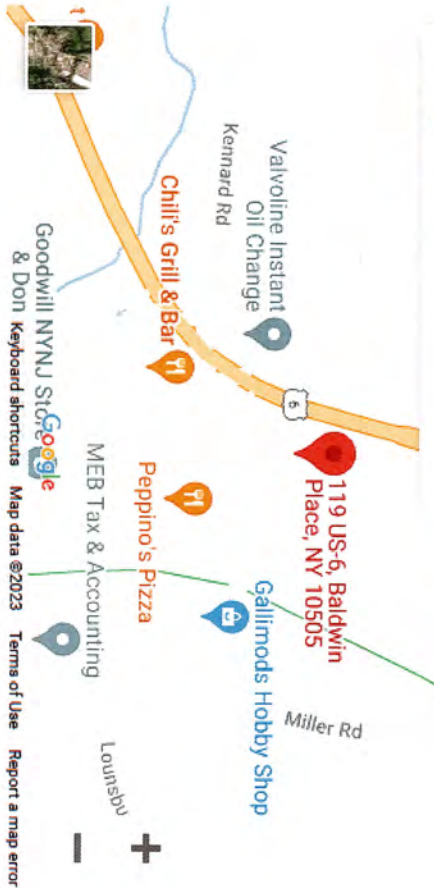 t
Valvoline Instant
Oil Change
Kennard Rd
6
119 US-6, Baldwin
Place, NY 10505
Chili's Grill & Bar
Gallimods Hobby Shop
Miller Rd
Peppino's Pizza
MEB Tax & Accounting
Lounsbu
Goodwill NYNJ Store
& Don
Google
+
−
Keyboard shortcuts Map data ©2023 Terms of Use Report a map error